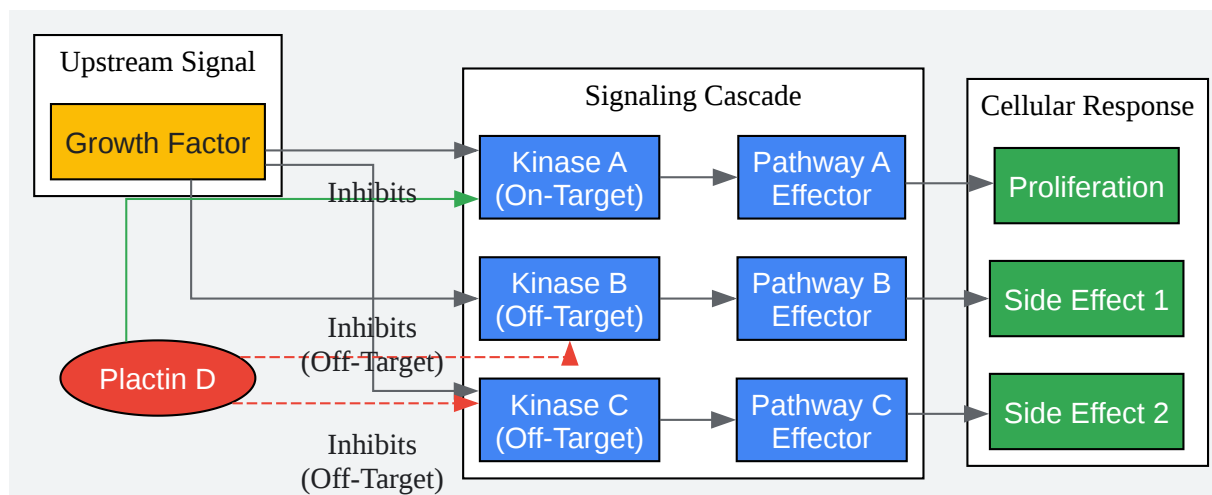 Upstream Signal
Growth Factor
Inhibits
Inhibits
(Off-Target)
Plactin D
Inhibits
(Off-Target)
Signaling Cascade
Kinase A
(On-Target)
Pathway A
Effector
Kinase B
(Off-Target)
Pathway B
Effector
Kinase C
(Off-Target)
Pathway C
Effector
Cellular Response
Proliferation
Side Effect 1
Side Effect 2